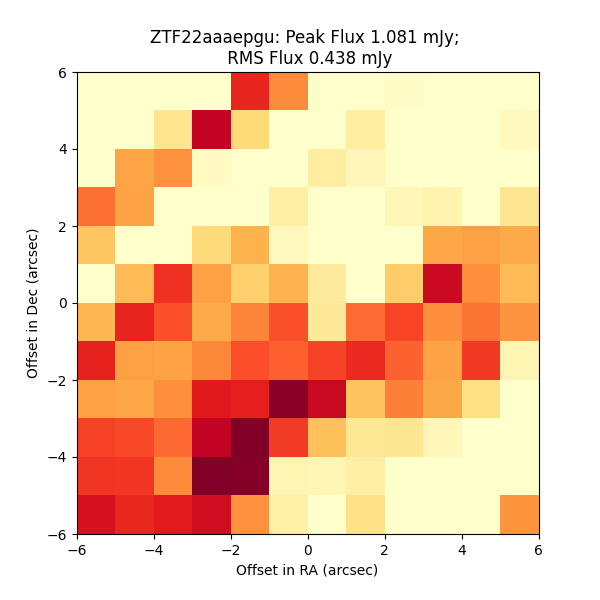 ZTF22aaaepgu: Peak Flux 1.081 mJy;
RMS Flux 0.438 mJy
6
4
2
0
−2
−4
−6
Offset in Dec (arcsec)
−6 −4 −2 0 2 4 6
Offset in RA (arcsec)